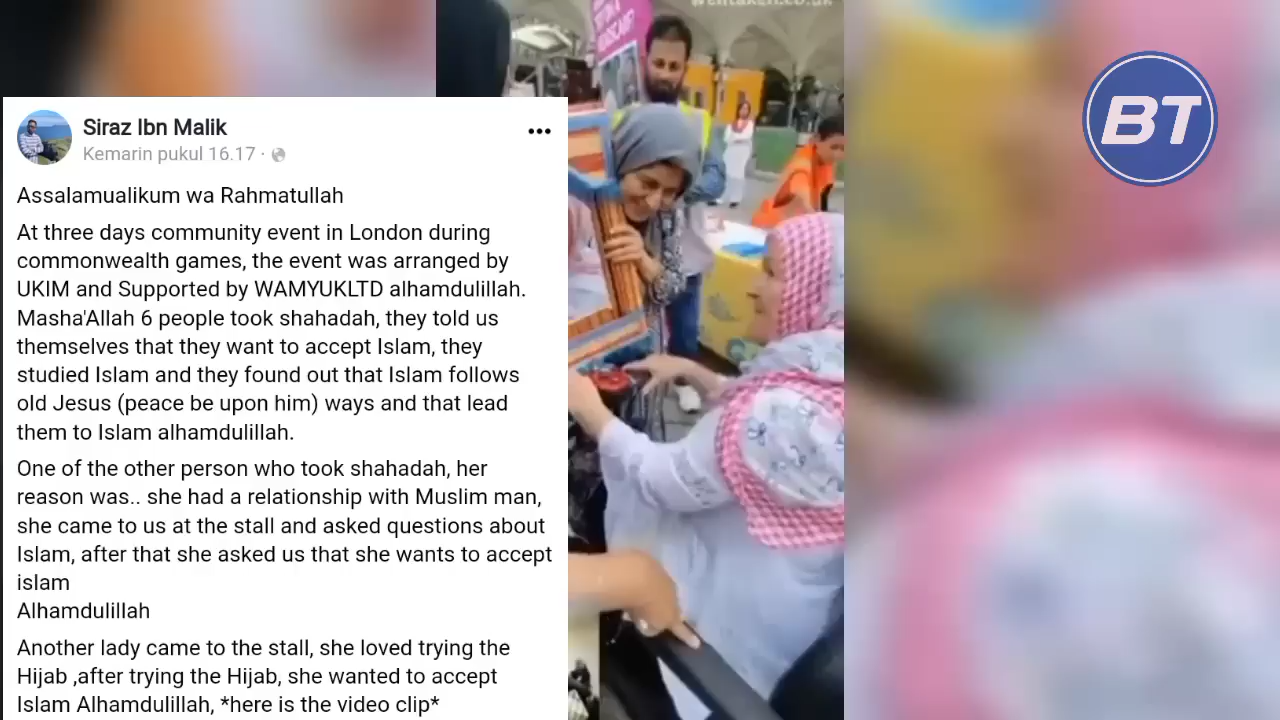 Siraz Ibn Malik
Kemarin pukul 16.17 ·
Assalamualikum wa Rahmatullah
At three days community event in London during
commonwealth games, the event was arranged by
UKIM and Supported by WAMYUKLTD alhamdulillah.
Masha'Allah 6 people took shahadah, they told us
themselves that they want to accept Islam, they
studied Islam and they found out that Islam follows
old Jesus (peace be upon him) ways and that lead
them to Islam alhamdulillah.
One of the other person who took shahadah, her
reason was.. she had a relationship with Muslim man,
she came to us at the stall and asked questions about
Islam, after that she asked us that she wants to accept
islam
Alhamdulillah
Another lady came to the stall, she loved trying the
Hijab ,after trying the Hijab, she wanted to accept
Islam Alhamdulillah, *here is the video clip*
BT